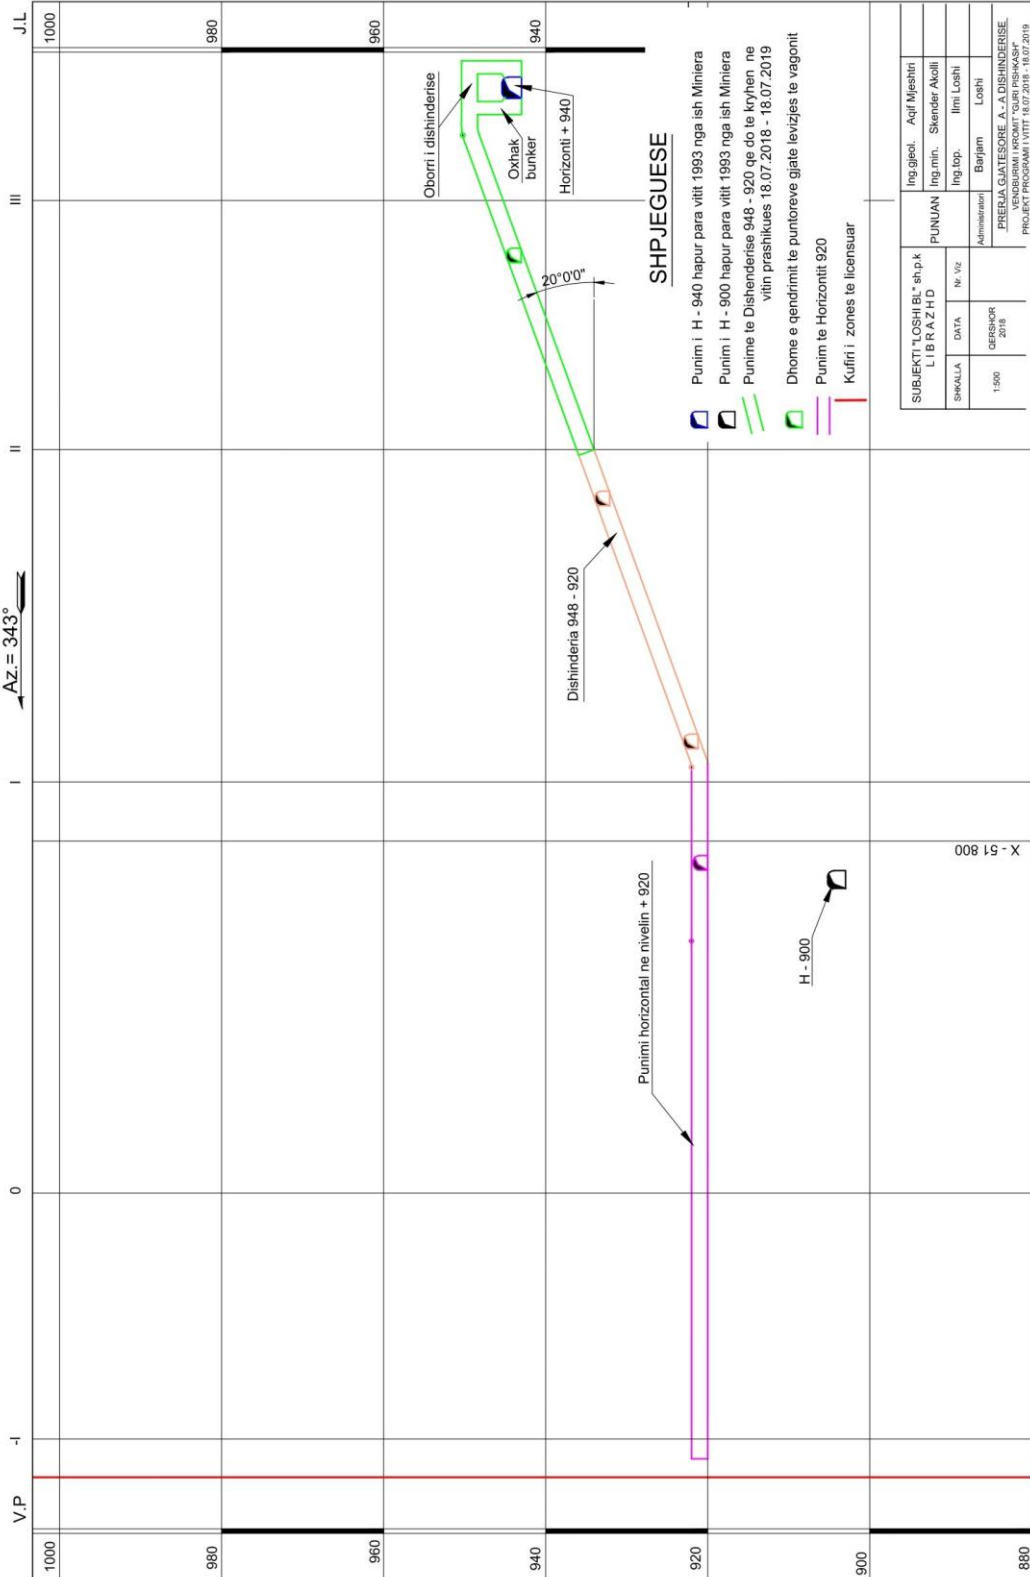 V.P
-I
0
I
II
III
J.L
Az.= 343°
1000
980
960
940
920
900
880
1000
980
960
940
Oborri i dishinderise
Oxhak
bunker
Horizonti + 940
20°0'0"
Dishinderia 948 - 920
Punimi horizontal ne nivelin + 920
H - 900
X - 51 800
SHPJEGUESE
Punim i H - 940 hapur para vitit 1993 nga ish Miniera
Punim i H - 900 hapur para vitit 1993 nga ish Miniera
Punime te Dishenderise 948 - 920 qe do te kryhen ne
vitin prashikues 18.07.2018 - 18.07.2019
Dhome e qendrimit te puntoreve gjate levizjes te vagonit
Punim te Horizontit 920
Kufiri i zones te licensuar
SUBJEKTI "LOSHI BL" sh.p.k
L I B R A Z H D
SHKALLA
DATA
Nr. Viz
1:500
QERSHOR
2018
PUNUAN
Ing.gjeol. Aqif Mjeshtri
Ing.min. Skender Akolli
Ing.top. Ilmi Loshi
Administratori
Barjam Loshi
PRERJA GJATESORE A - A DISHINDERISE
VENDBURIMI I KROMIT "GURI PISHKASH"
PROJEKT PROGRAMI I VITIT 18.07.2018 - 18.07.2019